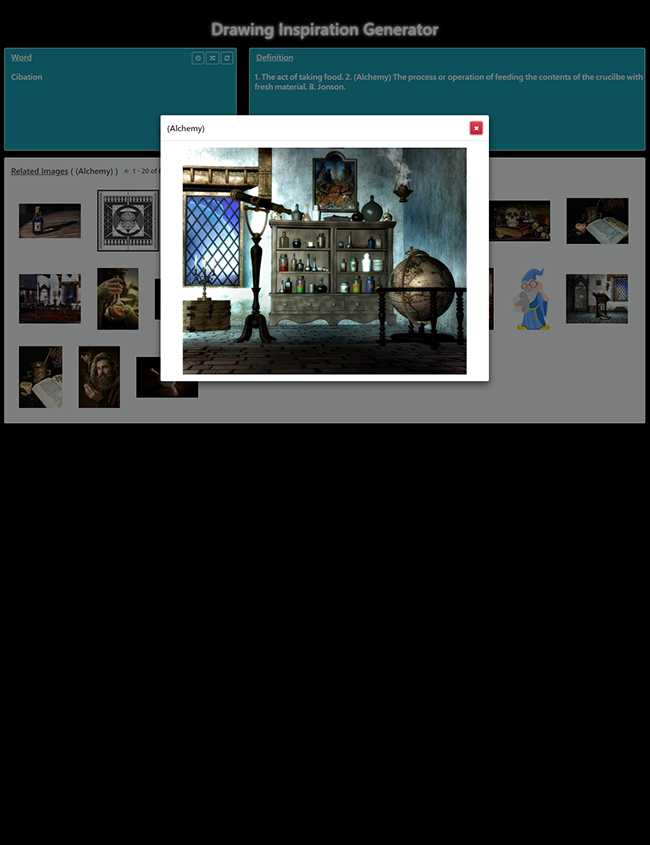 Drawing Inspiration Generator
Word
Cibation
Definition
1. The act of taking food. 2. (Alchemy) The process or operation of feeding the contents of the crucilbe with
fresh material. B. Jonson.
(Alchemy)
Related Images ( (Alchemy) ) 1 - 20 of